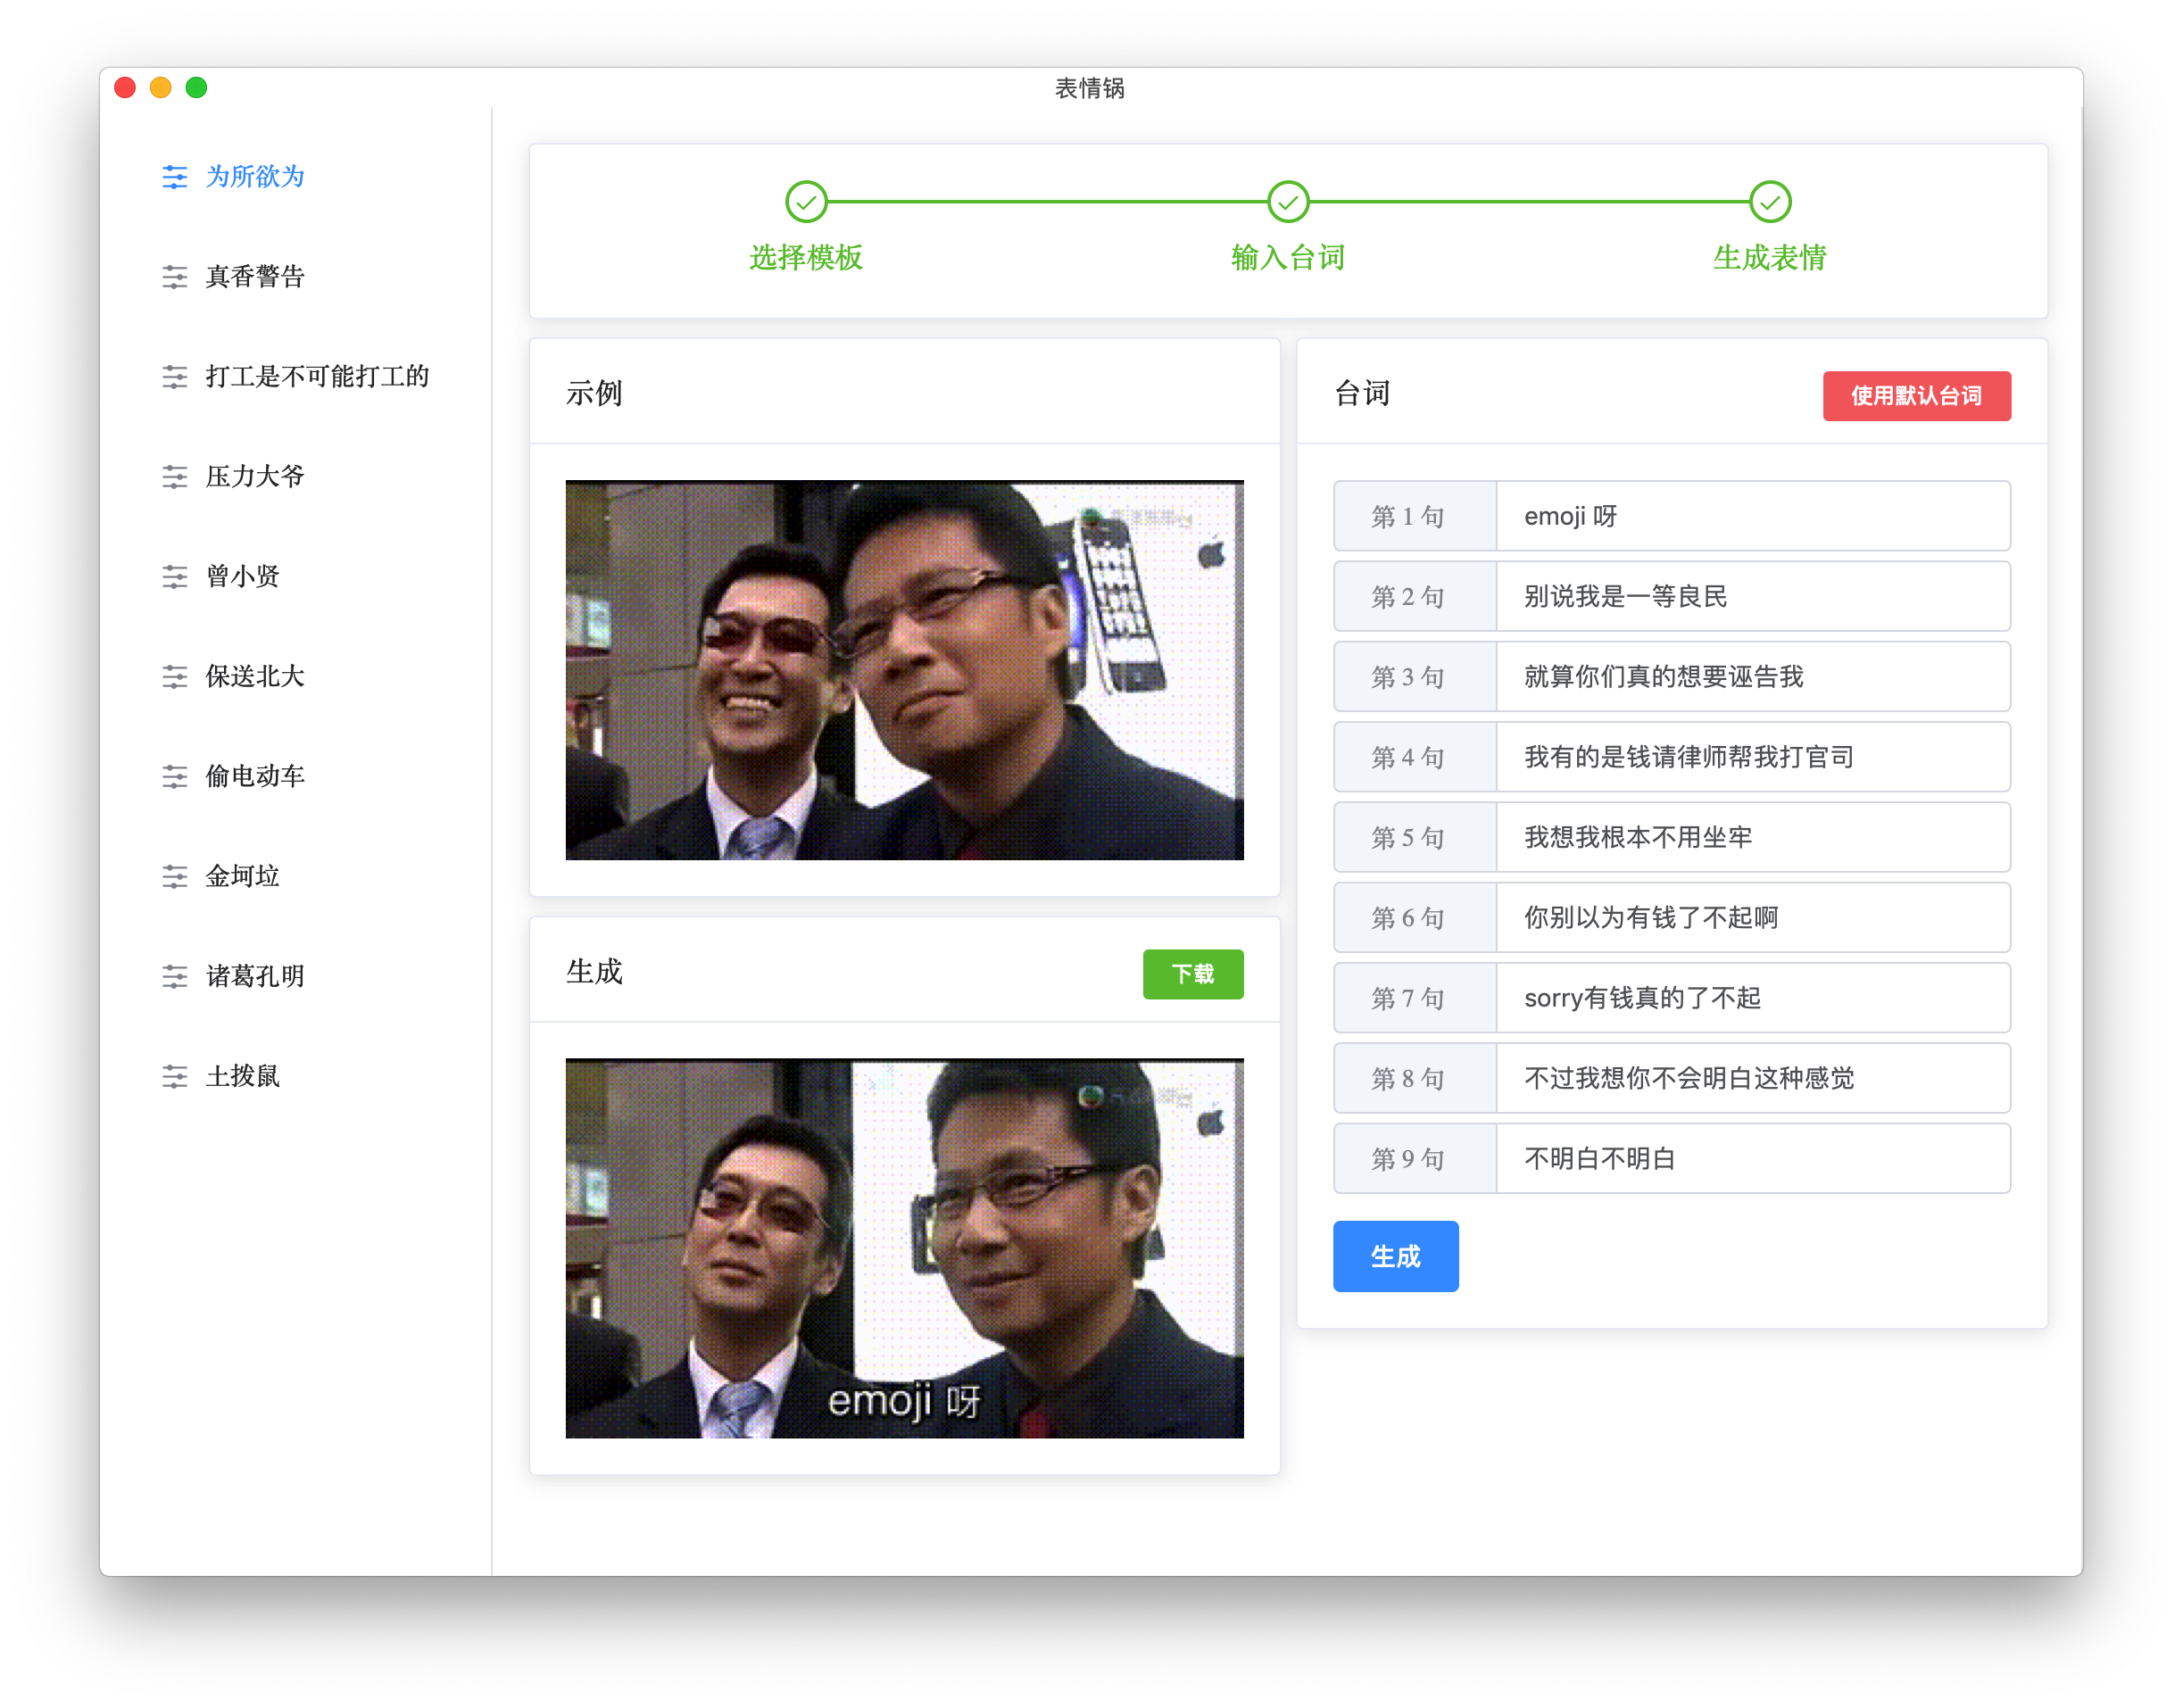 表情锅
为所欲为
真香警告
打工是不可能打工的
压力大爷
曾小贤
保送北大
偷电动车
金坷垃
诸葛孔明
土拨鼠
选择模板
输入台词
生成表情
示例
生成
下载
emoji 呀
台词
使用默认台词
第 1 句 emoji 呀
第 2 句 别说我是一等良民
第 3 句 就算你们真的想要诬告我
第 4 句 我有的是钱请律师帮我打官司
第 5 句 我想我根本不用坐牢
第 6 句 你别以为有钱了不起啊
第 7 句 sorry有钱真的了不起
第 8 句 不过我想你不会明白这种感觉
第 9 句 不明白不明白
生成